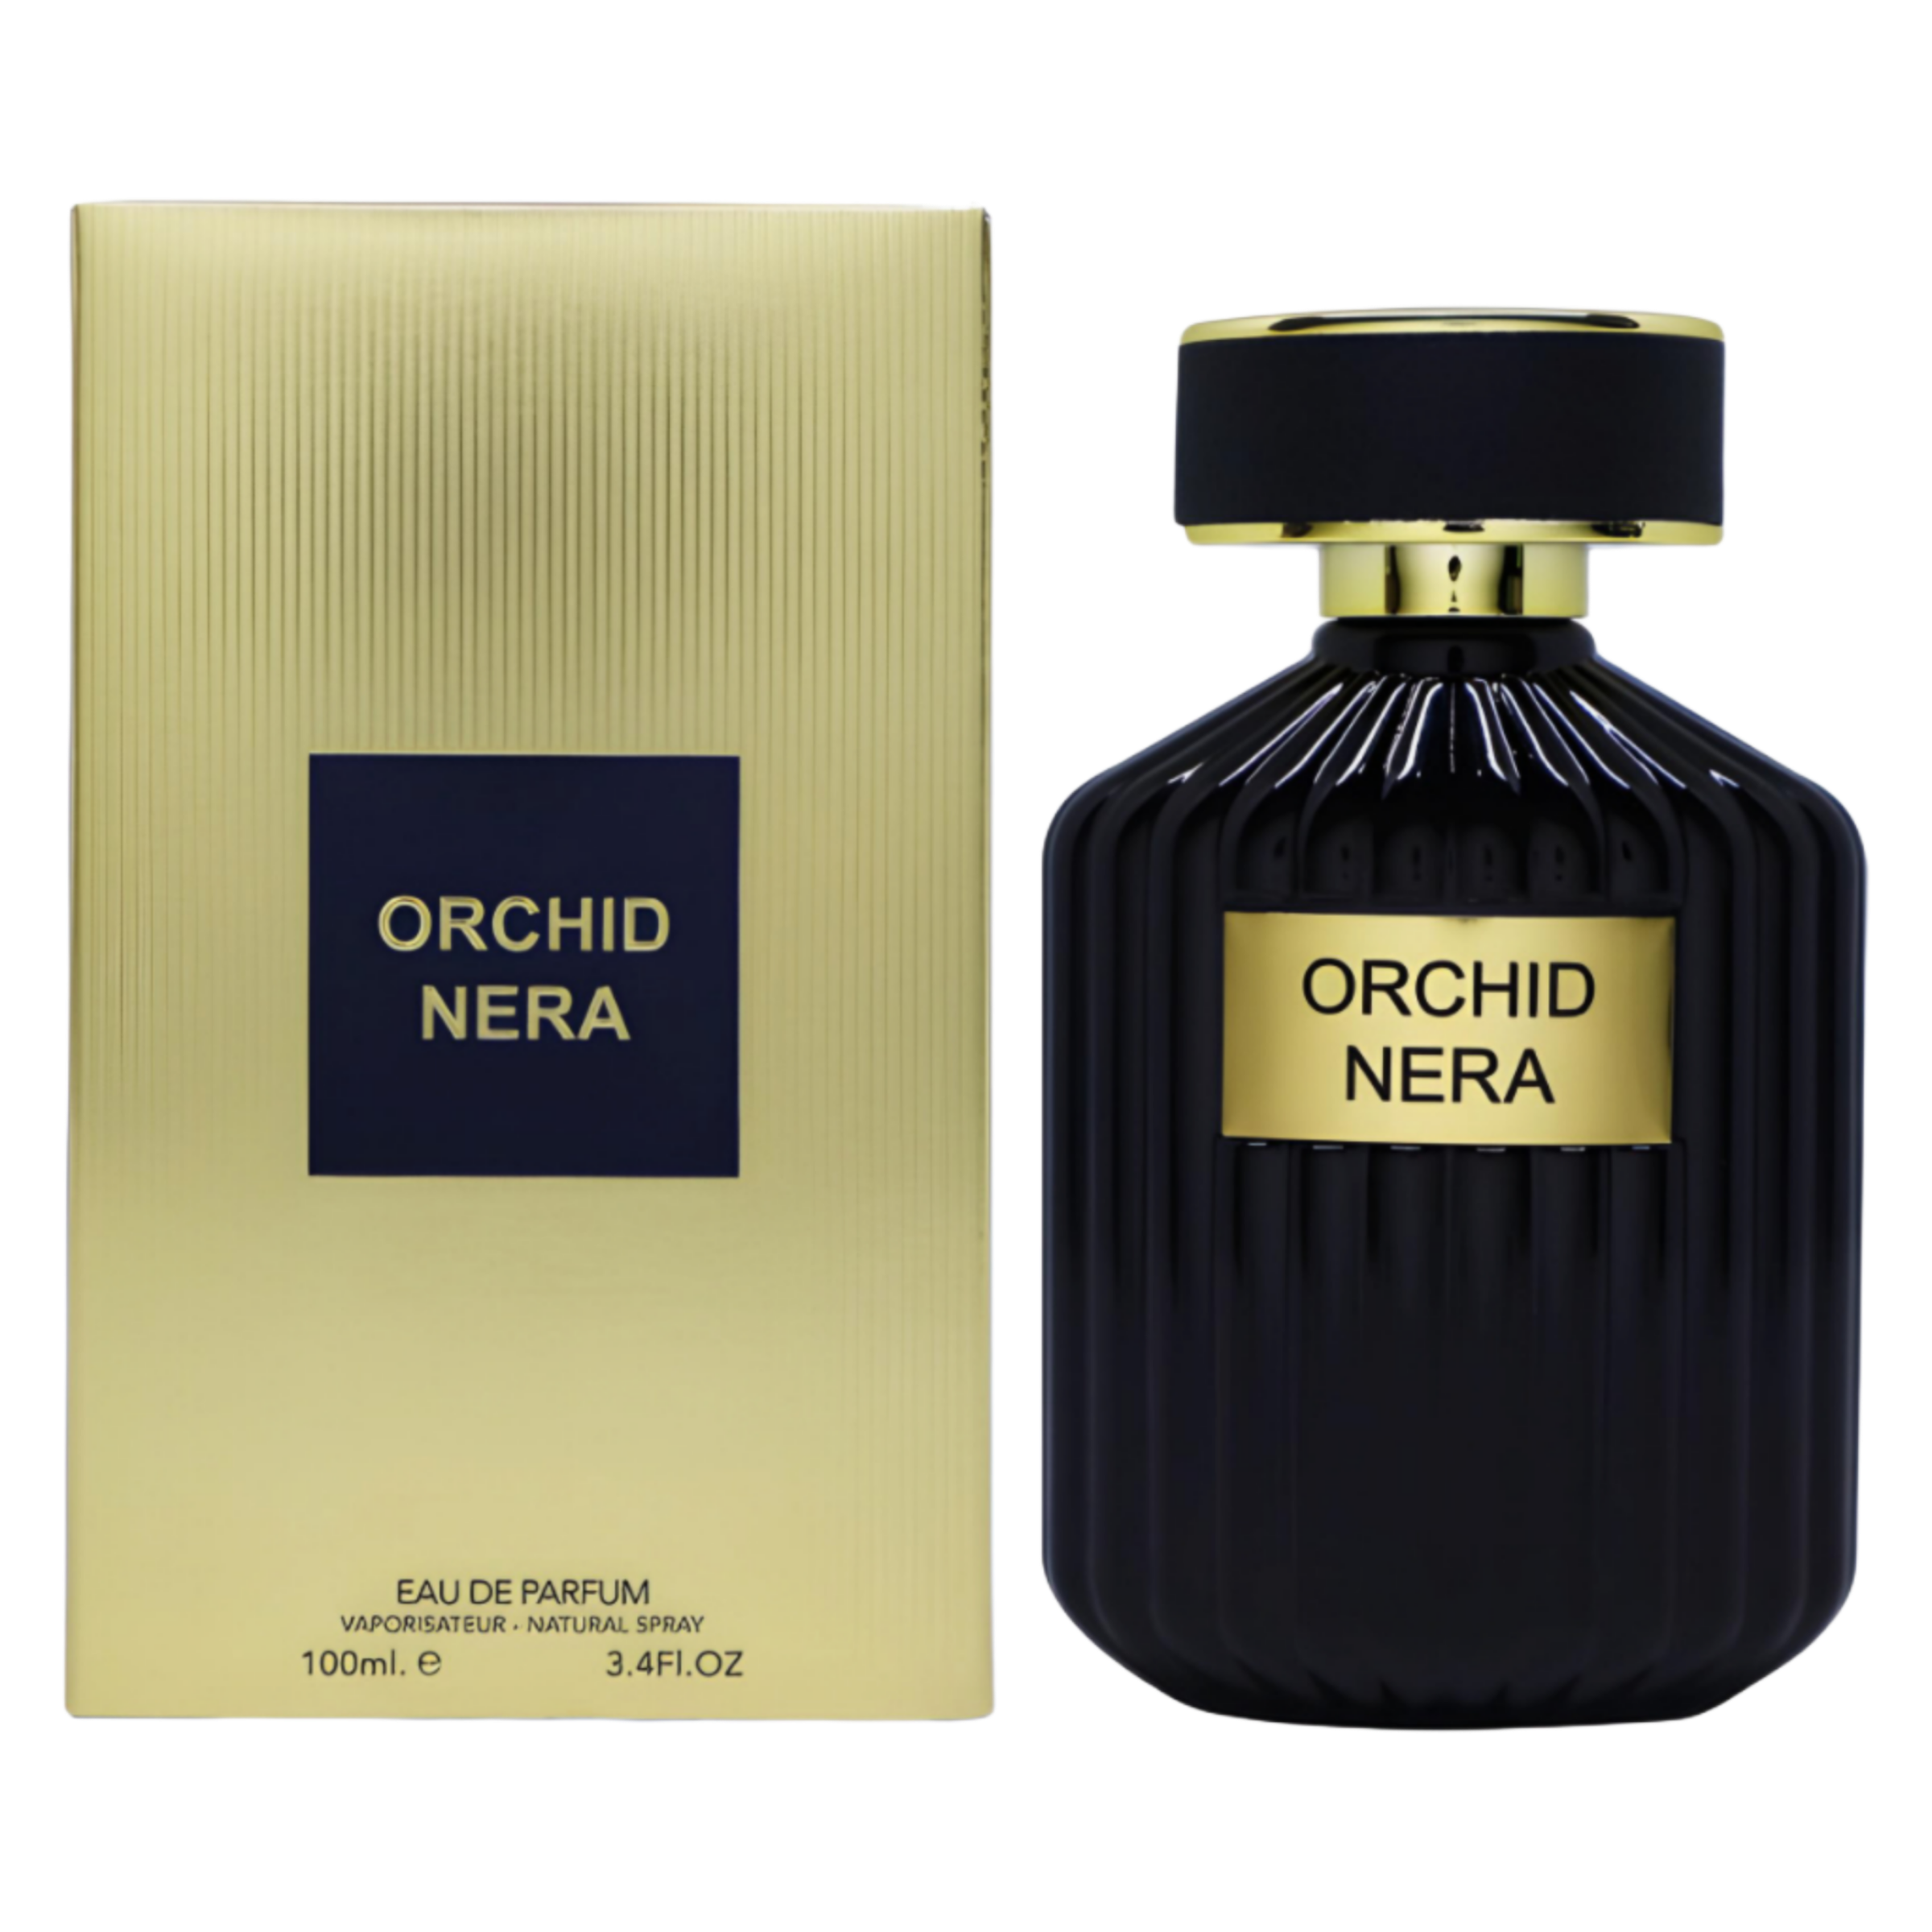 ORCHID
NERA
EAU DE PARFUM
VAPORISATEUR · NATURAL SPRAY
100ml. ℮ 3.4Fl.OZ
ORCHID
NERA